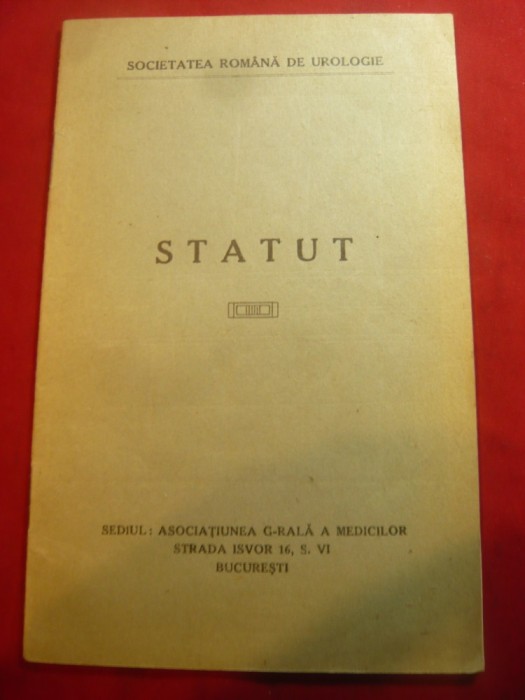 SOCIETATEA ROMÂNĂ DE UROLOGIE
STATUT
SEDIUL: ASOCIAȚIUNEA G-RALĂ A MEDICILOR
STRADA ISVOR 16, S. VI
BUCUREȘTI